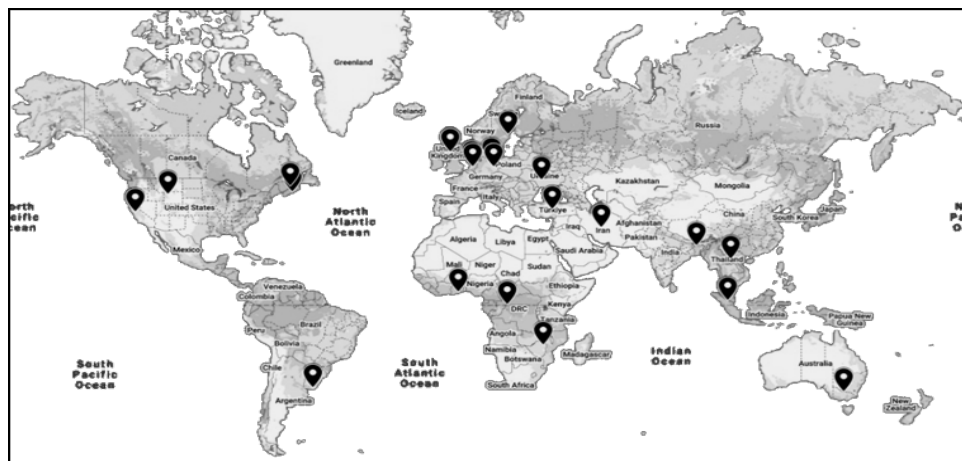 Greenland
Iceland
Finland
Norway
Russia
Canada
United
Kingdom
Poland
Germany
Ukraine
Kazakhstan
Mongolia
France
Italy
Spain
Türkiye
United States
North
Atlantic
Ocean
China
Japan
South Korea
Afghanistan
Iraq
Iran
Pakistan
Algeria
Libya
Egypt
Saudi Arabia
India
Mexico
Mali
Niger
Chad
Sudan
Thailand
Venezuela
Colombia
Nigeria
Ethiopia
Kenya
DRC
Tanzania
Indonesia
Papua New
Guinea
Peru
Brazil
Bolivia
Angola
Namibia
Botswana
Madagascar
South
Pacific
Ocean
Chile
South
Atlantic
Ocean
Indian
Ocean
Australia
South Africa
Argentina
New
Zealand